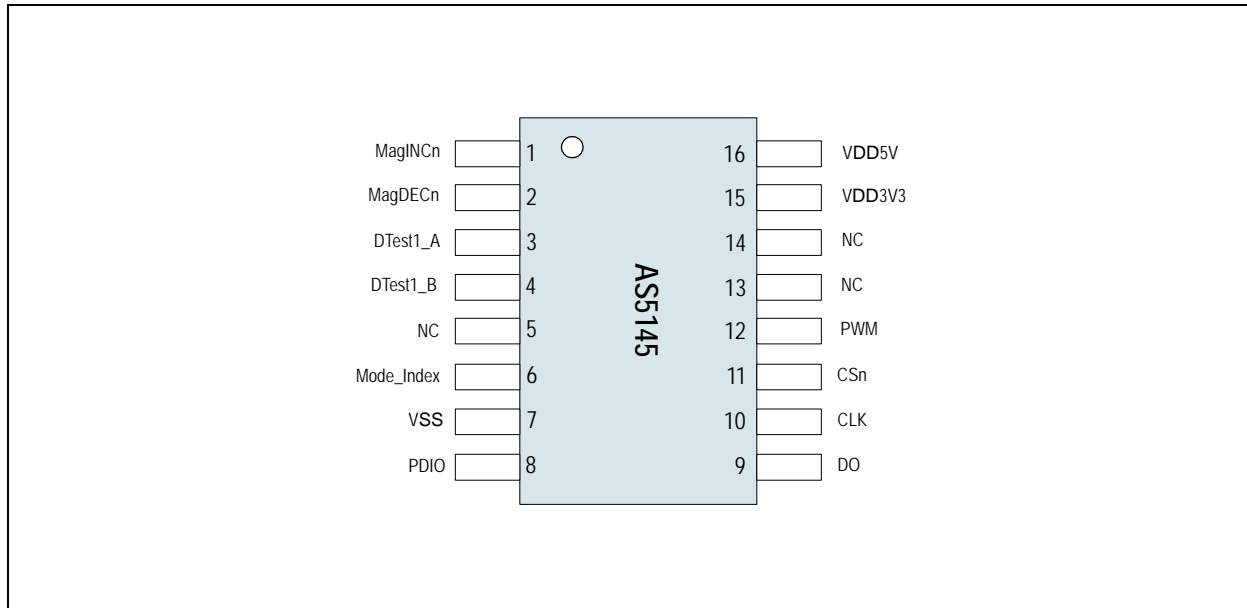 MagINCn 1 16 VDD5V
MagDECn 2 15 VDD3V3
DTest1_A 3 14 NC
DTest1_B 4 13 NC
NC 5 12 PWM
Mode_Index 6 11 CSn
VSS 7 10 CLK
PDIO 8 9 DO
AS5145